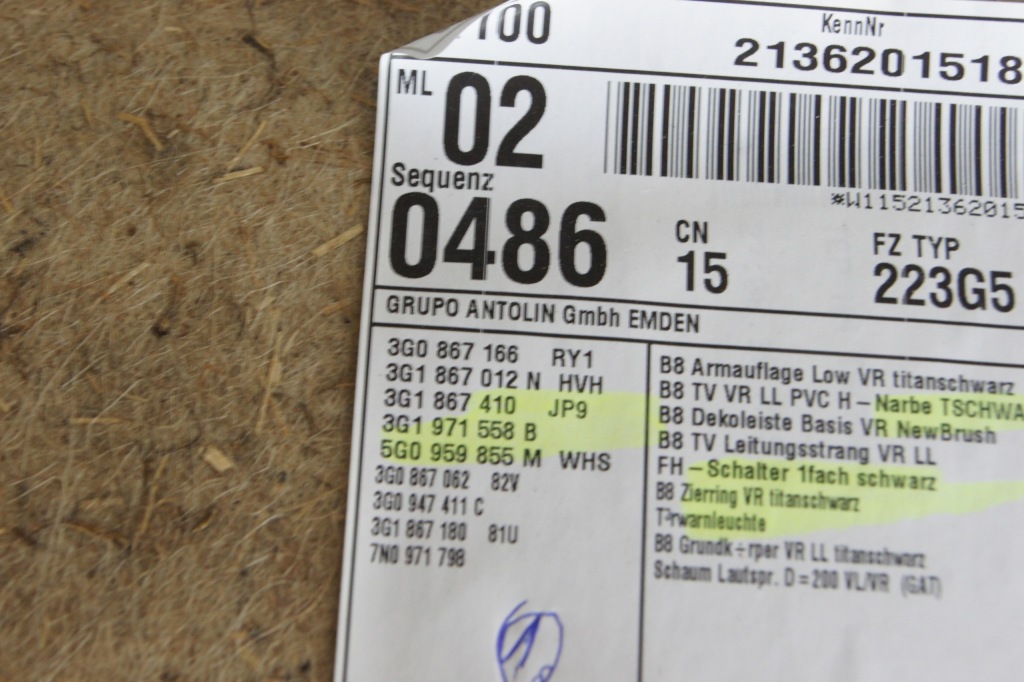 100
KennNr
2136201518
ML
02
*W11521362015
Sequenz
0486
CN
15
FZ TYP
223G5
GRUPO ANTOLIN Gmbh EMDEN
3G0 867 166 RY1
3G1 867 012 N HVH
3G1 867 410 JP9
3G1 971 558 B
5G0 959 855 M WHS
3G0 867 062 82V
3G0 947 411 C
3G1 867 180 81U
7N0 971 798
B8 Armauflage Low VR titanschwarz
B8 TV VR LL PVC H-Narbe TSCHWA
B8 Dekoleiste Basis VR NewBrush
B8 TV Leitungsstrang VR LL
FH-Schalter 1fach schwarz
B8 Zierring VR titanschwarz
T³rwarnleuchte
B8 Grundk÷rper VR LL titanschwarz
Schaum Lautspr. D=200 VL/VR (GAT)